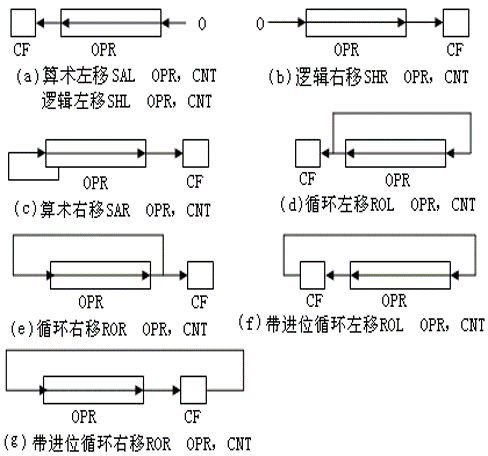 O O
CF OPR OPR CF
(a)算术左移SAL OPR, CNT (b)逻辑右移SHR OPR, CNT
逻辑左移SHL OPR, CNT
OPR CF CF OPR
(c)算术右移SAR OPR, CNT (d)循环左移ROL OPR, CNT
OPR CF CF OPR
(e)循环右移ROR OPR, CNT (f)带进位循环左移ROL OPR, CNT
OPR CF
(g)带进位循环右移ROR OPR, CNT